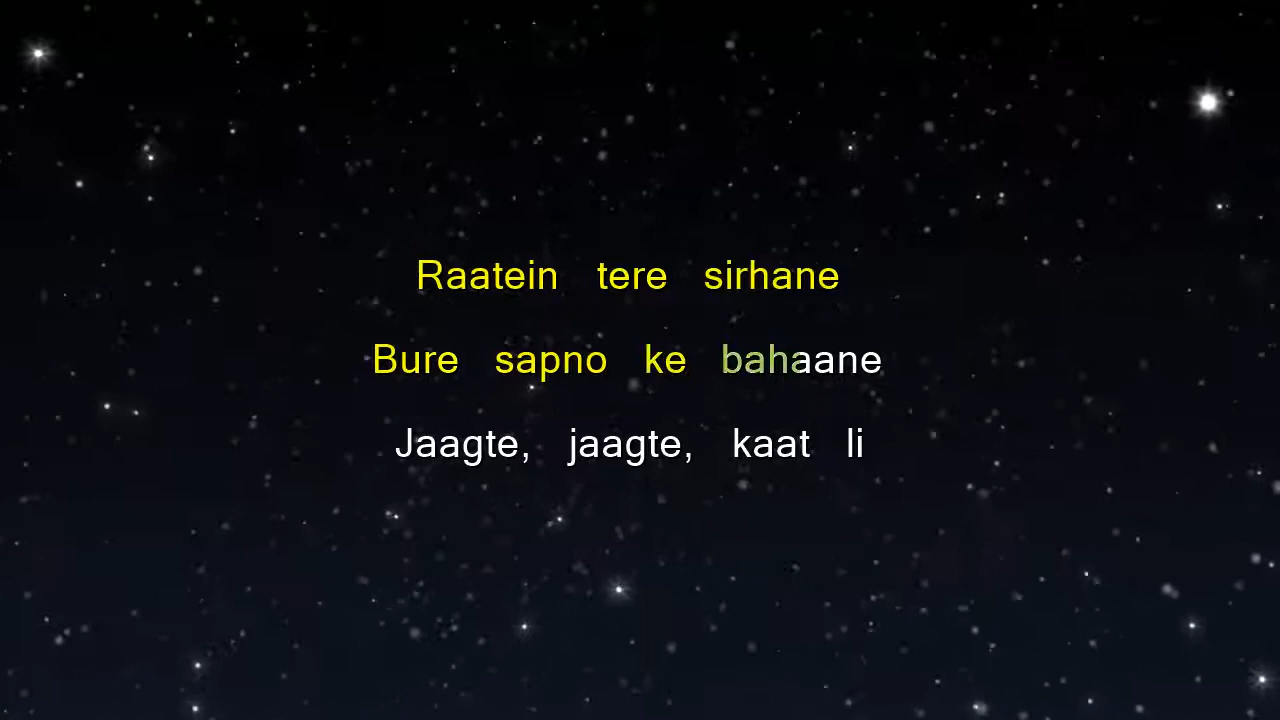 Raatein tere sirhane
Bure sapno ke bahaane
Jaagte, jaagte, kaat li